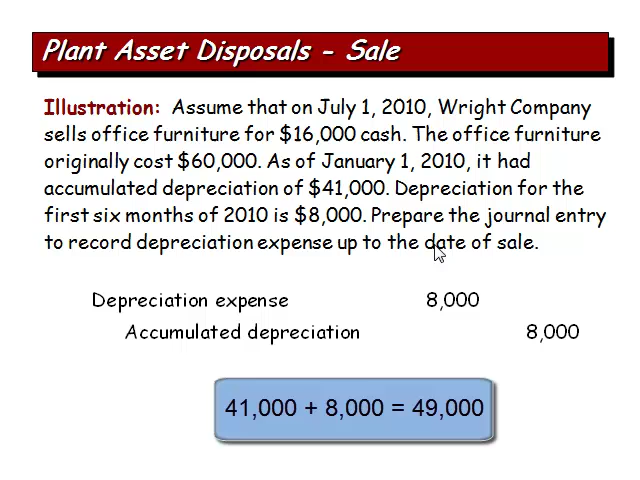 Plant Asset Disposals - Sale
Illustration: Assume that on July 1, 2010, Wright Company
sells office furniture for $16,000 cash. The office furniture
originally cost $60,000. As of January 1, 2010, it had
accumulated depreciation of $41,000. Depreciation for the
first six months of 2010 is $8,000. Prepare the journal entry
to record depreciation expense up to the date of sale.
Depreciation expense 8,000
Accumulated depreciation 8,000
41,000 + 8,000 = 49,000